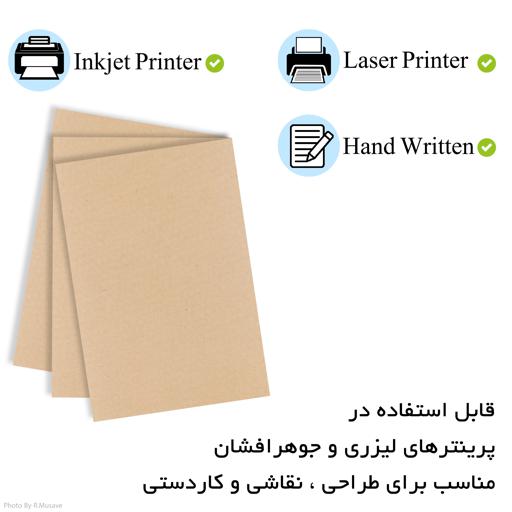 Inkjet Printer
Laser Printer
Hand Written
قابل استفاده در
پرینترهای لیزری و جوهرافشان
مناسب برای طراحی ، نقاشی و کاردستی
Photo By R.Musave